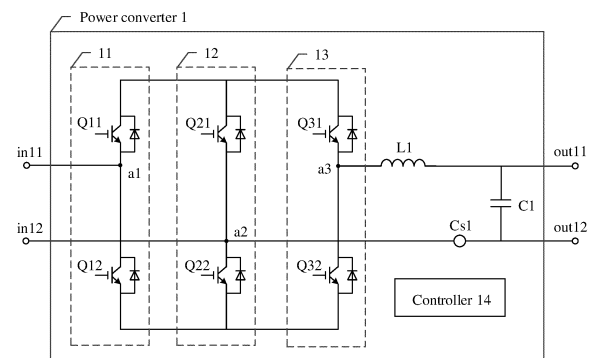 Power converter 1
11
12
13
Q11
Q21
Q31
in11
a1
a3
L1
out11
C1
in12
a2
Cs1
out12
Q12
Q22
Q32
Controller 14